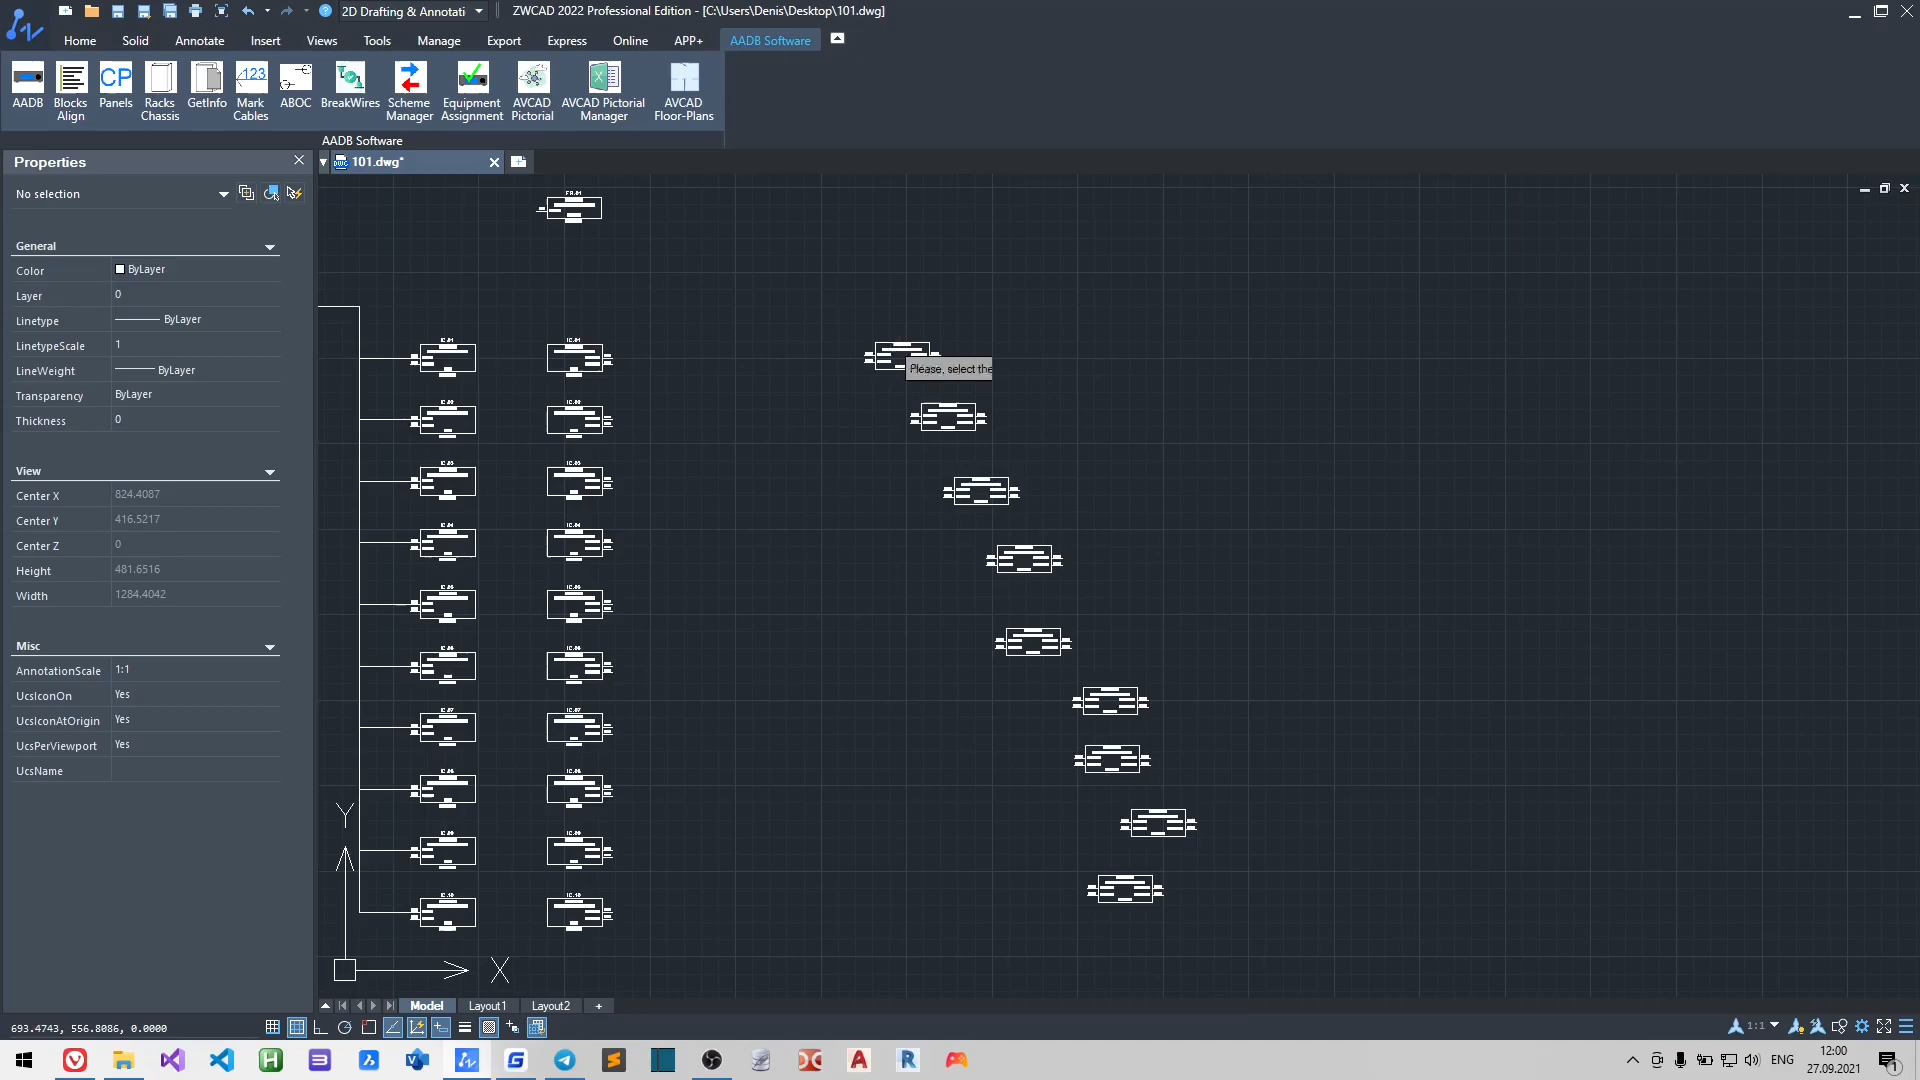 2D Drafting & Annotati
ZWCAD 2022 Professional Edition - [C:\Users\Denis\Desktop\101.dwg]
Home Solid Annotate Insert Views Tools Manage Export Express Online APP+ AADB Software
CP 123
AADB Blocks Align Panels Racks Chassis GetInfo Mark Cables ABOC BreakWires Scheme Manager Equipment Assignment AVCAD Pictorial AVCAD Pictorial Manager AVCAD Floor-Plans
AADB Software
Properties
101.dwg*
No selection
General
Color ByLayer
Layer 0
Linetype ByLayer
LinetypeScale 1
LineWeight ByLayer
Transparency ByLayer
Thickness 0
View
Center X 824.4087
Center Y 416.5217
Center Z 0
Height 481.6516
Width 1284.4042
Misc
AnnotationScale 1:1
UcsIconOn Yes
UcsIconAtOrigin Yes
UcsPerViewport Yes
UcsName
Please, select the
Y
X
Model Layout1 Layout2 +
693.4743, 556.8086, 0.0000
1:1
ENG
12:00
27.09.2021